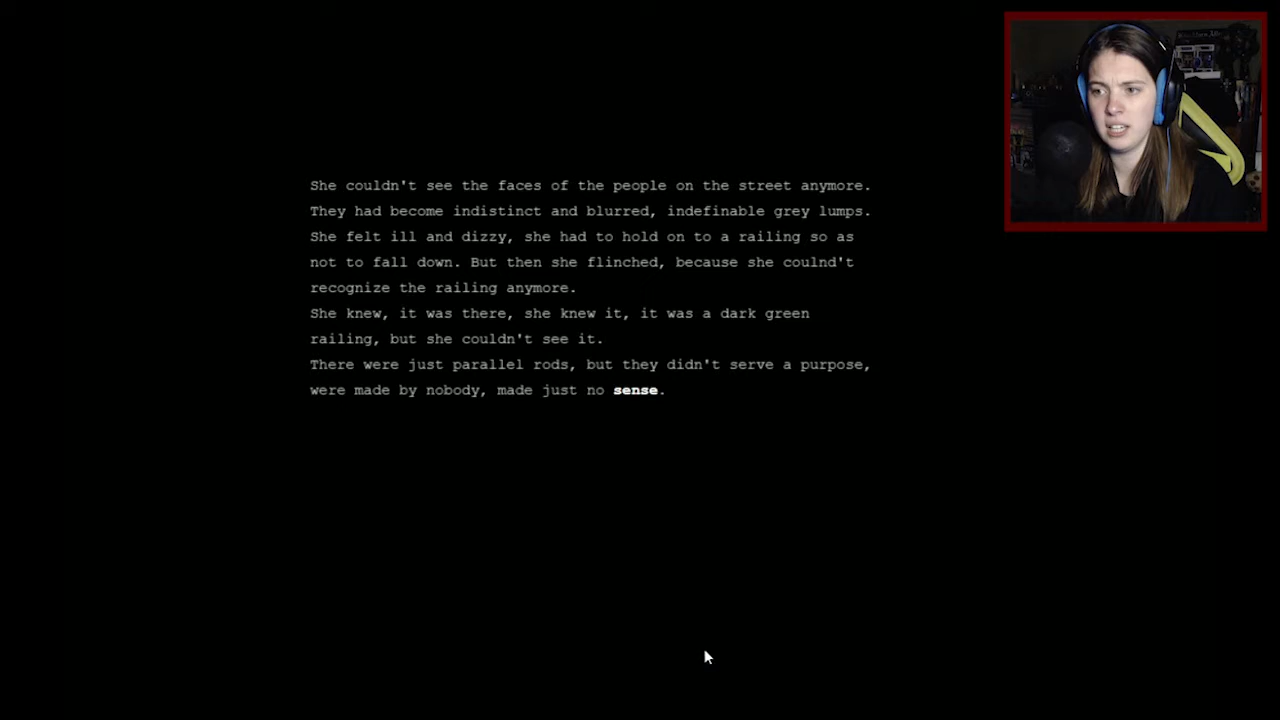 She couldn't see the faces of the people on the street anymore.
They had become indistinct and blurred, indefinable grey lumps.
She felt ill and dizzy, she had to hold on to a railing so as
not to fall down. But then she flinched, because she coulnd't
recognize the railing anymore.
She knew, it was there, she knew it, it was a dark green
railing, but she couldn't see it.
There were just parallel rods, but they didn't serve a purpose,
were made by nobody, made just no sense.